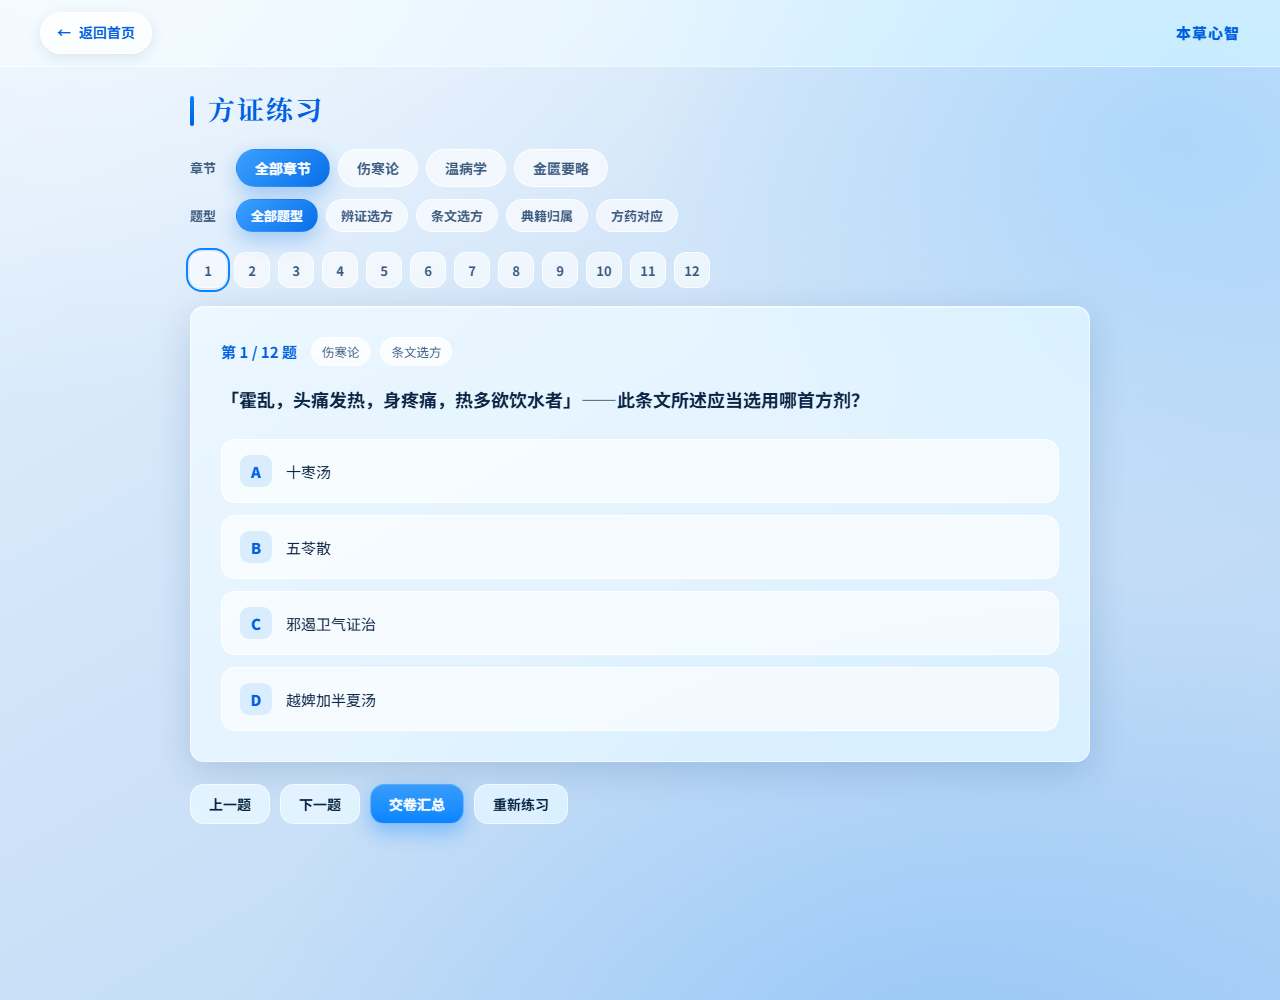 ← 返回首页
本草心智
方证练习
章节 全部章节 伤寒论 温病学 金匮要略
题型 全部题型 辨证选方 条文选方 典籍归属 方药对应
1 2 3 4 5 6 7 8 9 10 11 12
第 1 / 12 题 伤寒论 条文选方
「霍乱，头痛发热，身疼痛，热多欲饮水者」——此条文所述应当选用哪首方剂？
A 十枣汤
B 五苓散
C 邪遏卫气证治
D 越婢加半夏汤
上一题 下一题 交卷汇总 重新练习